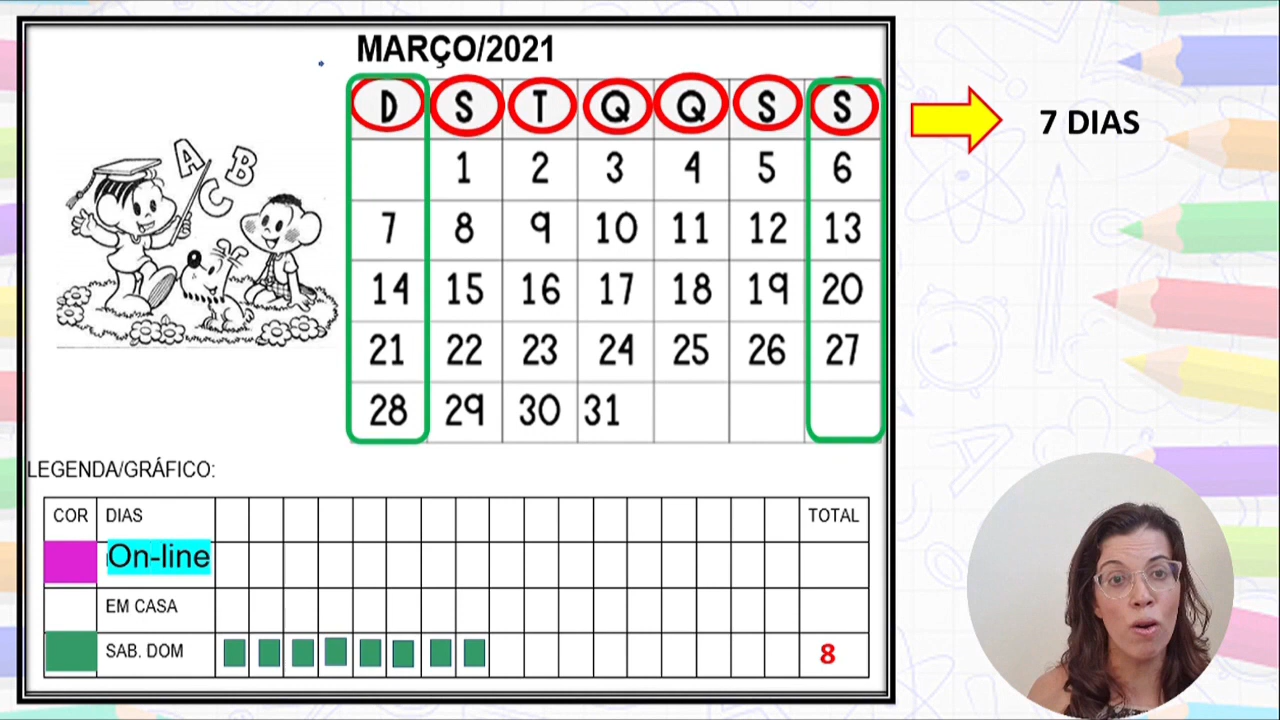 MARÇO/2021
D S T Q Q S S
7 DIAS
1 2 3 4 5 6
7 8 9 10 11 12 13
14 15 16 17 18 19 20
21 22 23 24 25 26 27
28 29 30 31
A B C
LEGENDA/GRÁFICO:
COR DIAS TOTAL
On-line
EM CASA
SAB. DOM 8